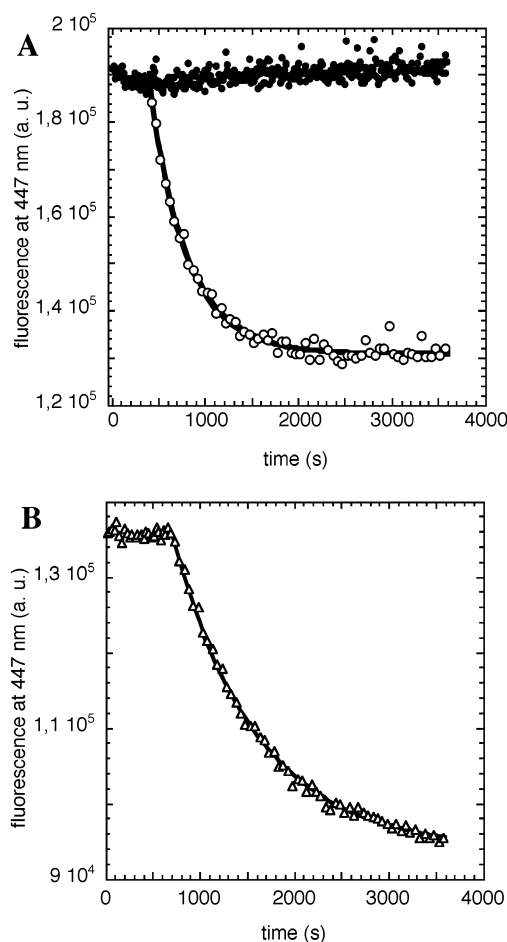 A
2 10⁵
1,8 10⁵
1,6 10⁵
1,4 10⁵
1,2 10⁵
fluorescence at 447 nm (a. u.)
0 1000 2000 3000 4000
time (s)
B
1,3 10⁵
1,1 10⁵
9 10⁴
fluorescence at 447 nm (a. u.)
0 1000 2000 3000 4000
time (s)